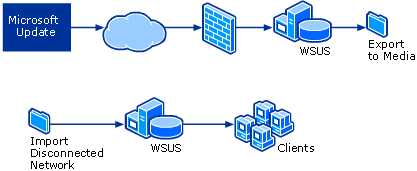 Microsoft
Update
WSUS
Export
to Media
Import
Disconnected
Network
WSUS
Clients